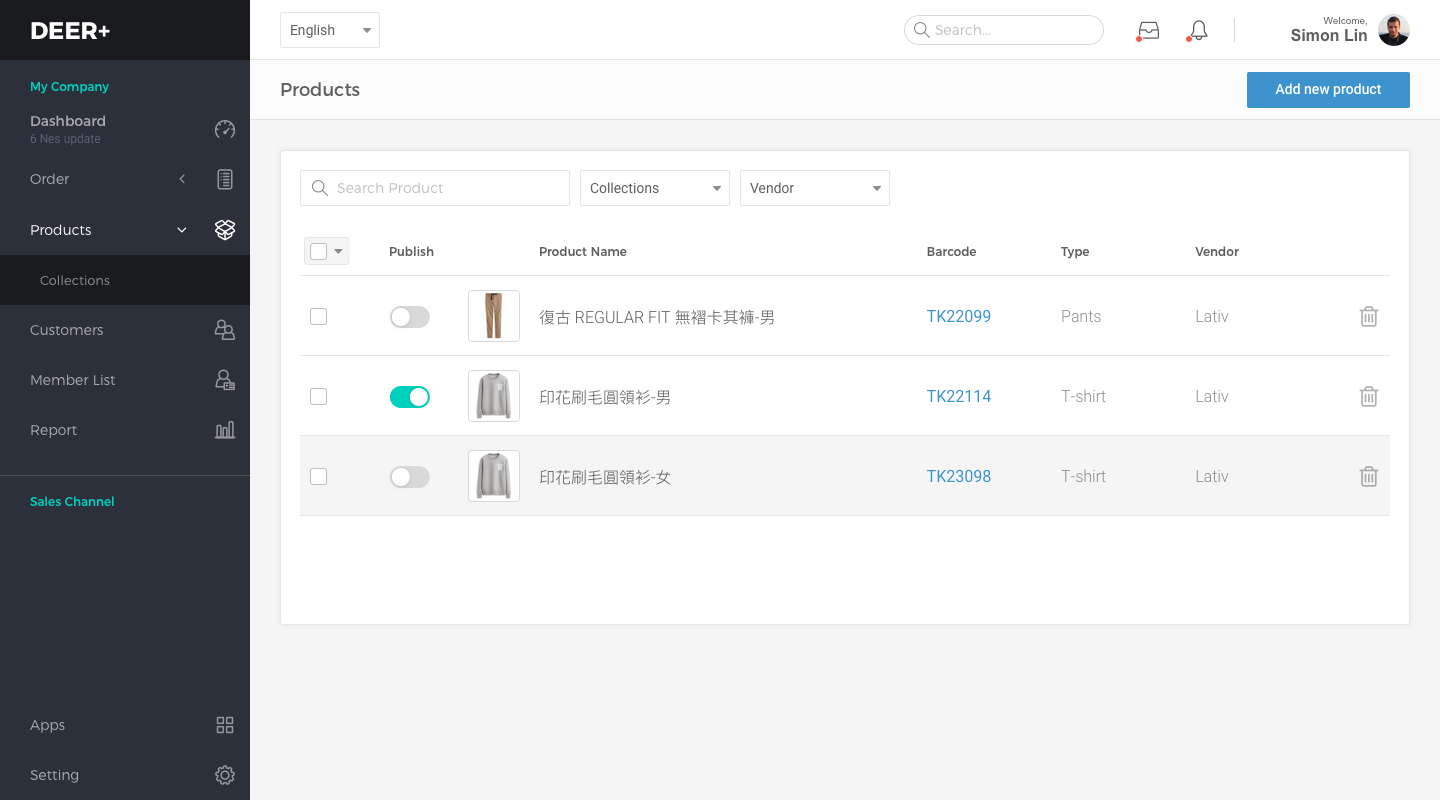 DEER+
English
Search...
Welcome,
Simon Lin
My Company
Dashboard
6 Nes update
Order
Products
Collections
Customers
Member List
Report
Sales Channel
Apps
Setting
Products
Add new product
Search Product
Collections
Vendor
Publish Product Name Barcode Type Vendor
復古 REGULAR FIT 無褶卡其褲-男 TK22099 Pants Lativ
印花刷毛圓領衫-男 TK22114 T-shirt Lativ
印花刷毛圓領衫-女 TK23098 T-shirt Lativ